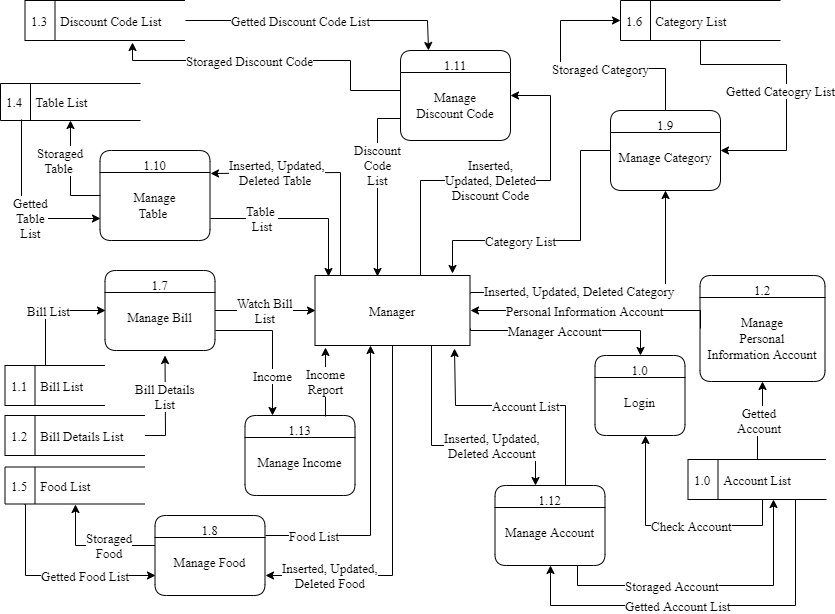 1.3
Discount Code List
Getted Discount Code List
1.6
Category List
Storaged Discount Code
1.11
Manage
Discount Code
Storaged Category
Getted Cateogry List
1.4
Table List
1.9
Manage Category
Storaged
Table
1.10
Manage
Table
Inserted, Updated,
Deleted Table
Discount
Code
List
Inserted,
Updated, Deleted
Discount Code
Getted
Table
List
Table
List
Category List
1.7
Manage Bill
Bill List
Watch Bill
List
Manager
Inserted, Updated, Deleted Category
Personal Information Account
Manager Account
1.2
Manage
Personal
Information Account
1.1
Bill List
Bill Details
List
Income
Income
Report
1.0
Login
1.2
Bill Details List
1.13
Manage Income
Account List
Inserted, Updated,
Deleted Account
Getted
Account
1.5
Food List
1.0
Account List
1.12
Manage Account
Storaged
Food
1.8
Manage Food
Food List
Check Account
Getted Food List
Inserted, Updated,
Deleted Food
Storaged Account
Getted Account List